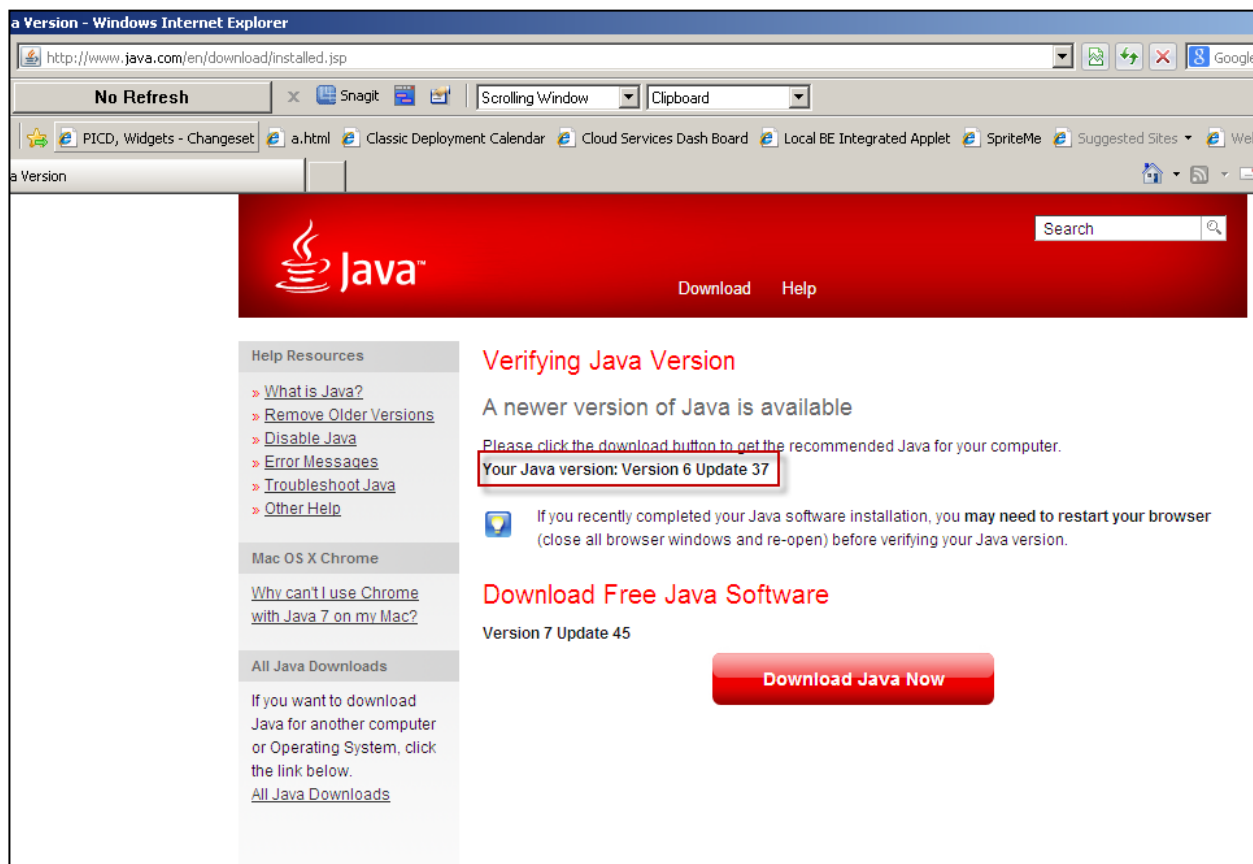 a Version - Windows Internet Explorer
http://www.java.com/en/download/installed.jsp
Google
No Refresh
x Snagit Scrolling Window Clipboard
PICD, Widgets - Changeset a.html Classic Deployment Calendar Cloud Services Dash Board Local BE Integrated Applet SpriteMe Suggested Sites
a Version
Java™
Search
Download Help
Help Resources
» What is Java?
» Remove Older Versions
» Disable Java
» Error Messages
» Troubleshoot Java
» Other Help
Mac OS X Chrome
Why can't I use Chrome
with Java 7 on my Mac?
All Java Downloads
If you want to download
Java for another computer
or Operating System, click
the link below.
All Java Downloads
Verifying Java Version
A newer version of Java is available
Please click the download button to get the recommended Java for your computer.
Your Java version: Version 6 Update 37
If you recently completed your Java software installation, you may need to restart your browser
(close all browser windows and re-open) before verifying your Java version.
Download Free Java Software
Version 7 Update 45
Download Java Now